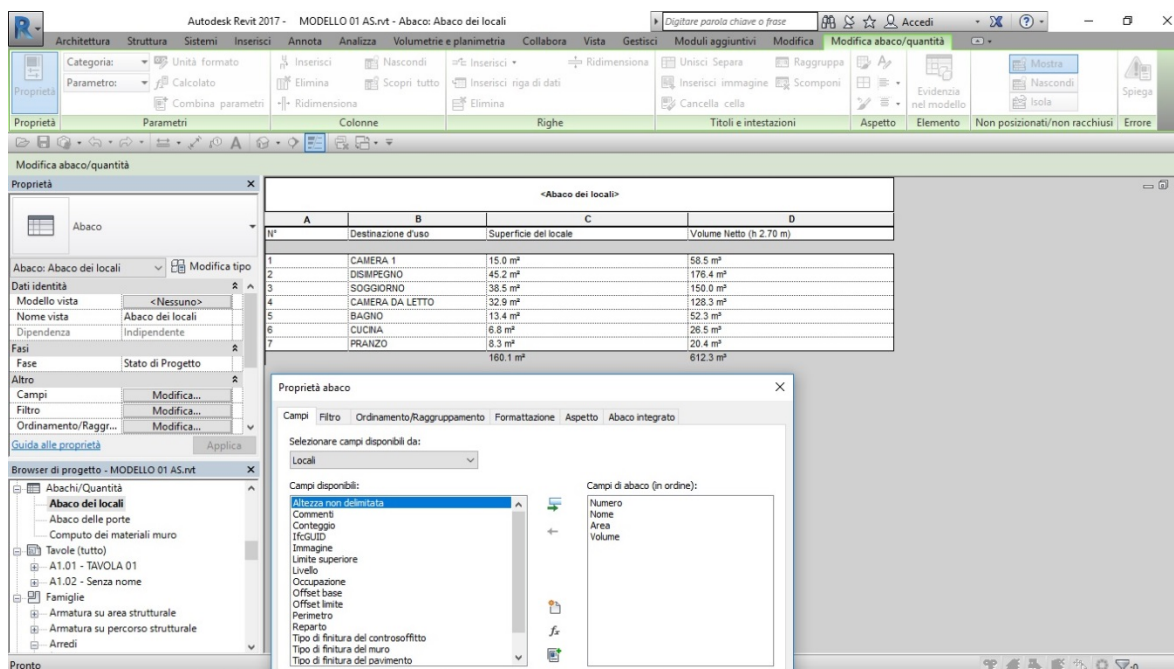 Autodesk Revit 2017 - MODELLO 01 AS.rvt - Abaco: Abaco dei locali
Digitare parola chiave o frase
Accedi
Architettura Struttura Sistemi Inserisci Annota Analizza Volumetrie e planimetria Collabora Vista Gestisci Moduli aggiuntivi Modifica Modifica abaco/quantità
Categoria: Unità formato Inserisci Nascondi Inserisci Ridimensiona Unisci Separa Raggruppa Mostra
Proprietà Parametro: Calcolato Elimina Scopri tutto Inserisci riga di dati Inserisci immagine Scomponi Evidenzia nel modello Nascondi Spiega
Combina parametri Ridimensiona Elimina Cancella cella Isola
Proprietà Parametri Colonne Righe Titoli e intestazioni Aspetto Elemento Non posizionati/non racchiusi Errore
Modifica abaco/quantità
Proprietà
Abaco
Abaco: Abaco dei locali Modifica tipo
Dati identità
Modello vista <Nessuno>
Nome vista Abaco dei locali
Dipendenza Indipendente
Fasi
Fase Stato di Progetto
Altro
Campi Modifica...
Filtro Modifica...
Ordinamento/Raggr... Modifica...
Guida alle proprietà Applica
Browser di progetto - MODELLO 01 AS.rvt
Abachi/Quantità
Abaco dei locali
Abaco delle porte
Computo dei materiali muro
Tavole (tutto)
A1.01 - TAVOLA 01
A1.02 - Senza nome
Famiglie
Armatura su area strutturale
Armatura su percorso strutturale
Arredi
Pronto
<Abaco dei locali>
A B C D
N° Destinazione d'uso Superficie del locale Volume Netto (h 2.70 m)
1 CAMERA 1 15.0 m² 58.5 m³
2 DISIMPEGNO 45.2 m² 176.4 m³
3 SOGGIORNO 38.5 m² 150.0 m³
4 CAMERA DA LETTO 32.9 m² 128.3 m³
5 BAGNO 13.4 m² 52.3 m³
6 CUCINA 6.8 m² 26.5 m³
7 PRANZO 8.3 m² 20.4 m³
160.1 m² 612.3 m³
Proprietà abaco
Campi Filtro Ordinamento/Raggruppamento Formattazione Aspetto Abaco integrato
Selezionare campi disponibili da:
Locali
Campi disponibili:
Altezza non delimitata
Commenti
Conteggio
IfcGUID
Immagine
Limite superiore
Livello
Occupazione
Offset base
Offset limite
Perimetro
Reparto
Tipo di finitura del controsoffitto
Tipo di finitura del muro
Tipo di finitura del pavimento
Campi di abaco (in ordine):
Numero
Nome
Area
Volume
fx
:0